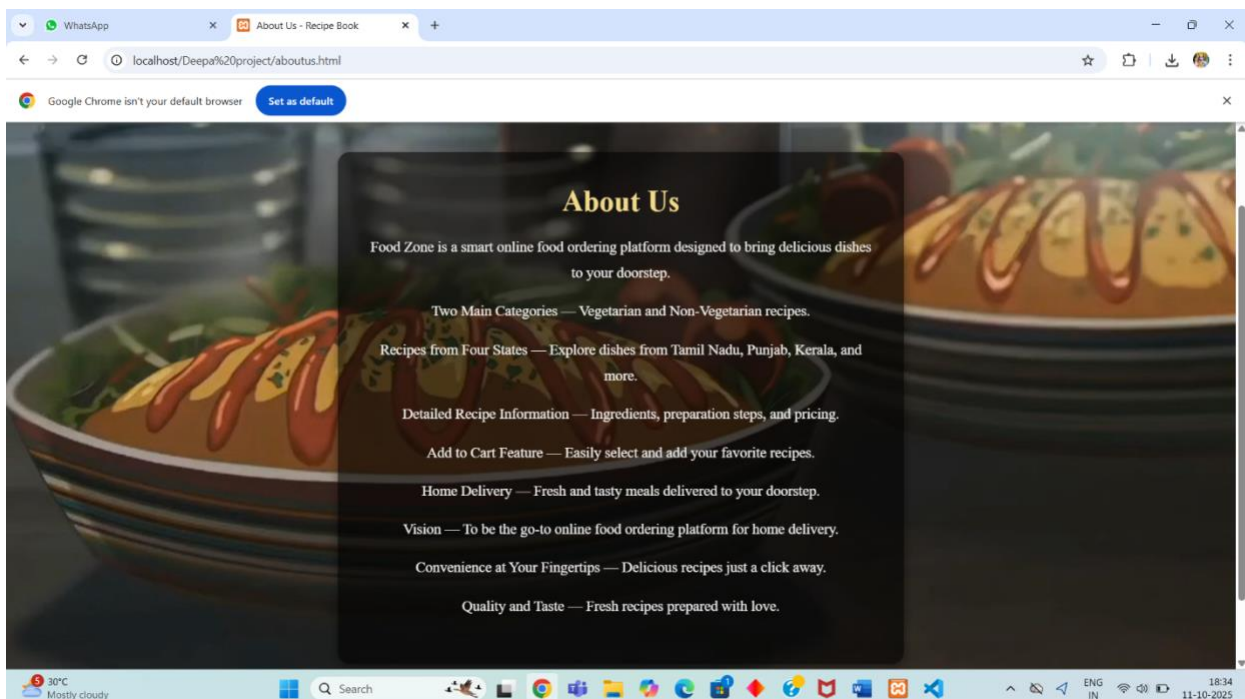 WhatsApp
About Us - Recipe Book
localhost/Deepa%20project/aboutus.html
Google Chrome isn't your default browser
Set as default
About Us
Food Zone is a smart online food ordering platform designed to bring delicious dishes
to your doorstep.
Two Main Categories — Vegetarian and Non-Vegetarian recipes.
Recipes from Four States — Explore dishes from Tamil Nadu, Punjab, Kerala, and
more.
Detailed Recipe Information — Ingredients, preparation steps, and pricing.
Add to Cart Feature — Easily select and add your favorite recipes.
Home Delivery — Fresh and tasty meals delivered to your doorstep.
Vision — To be the go-to online food ordering platform for home delivery.
Convenience at Your Fingertips — Delicious recipes just a click away.
Quality and Taste — Fresh recipes prepared with love.
5
30°C
Mostly cloudy
Search
ENG
IN
18:34
11-10-2025